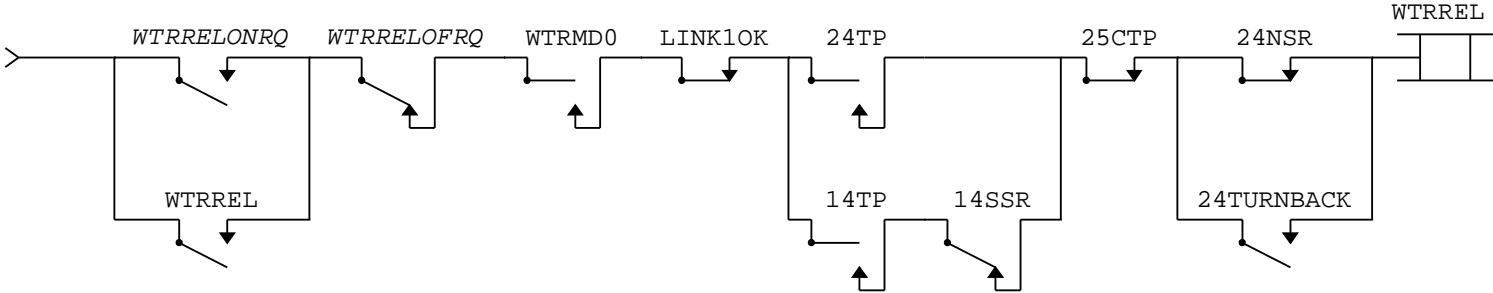 WTRREL
WTRRELONRQ WTRRELOFRQ WTRMD0 LINK1OK 24TP 25CTP 24NSR
WTRREL 14TP 14SSR 24TURNBACK